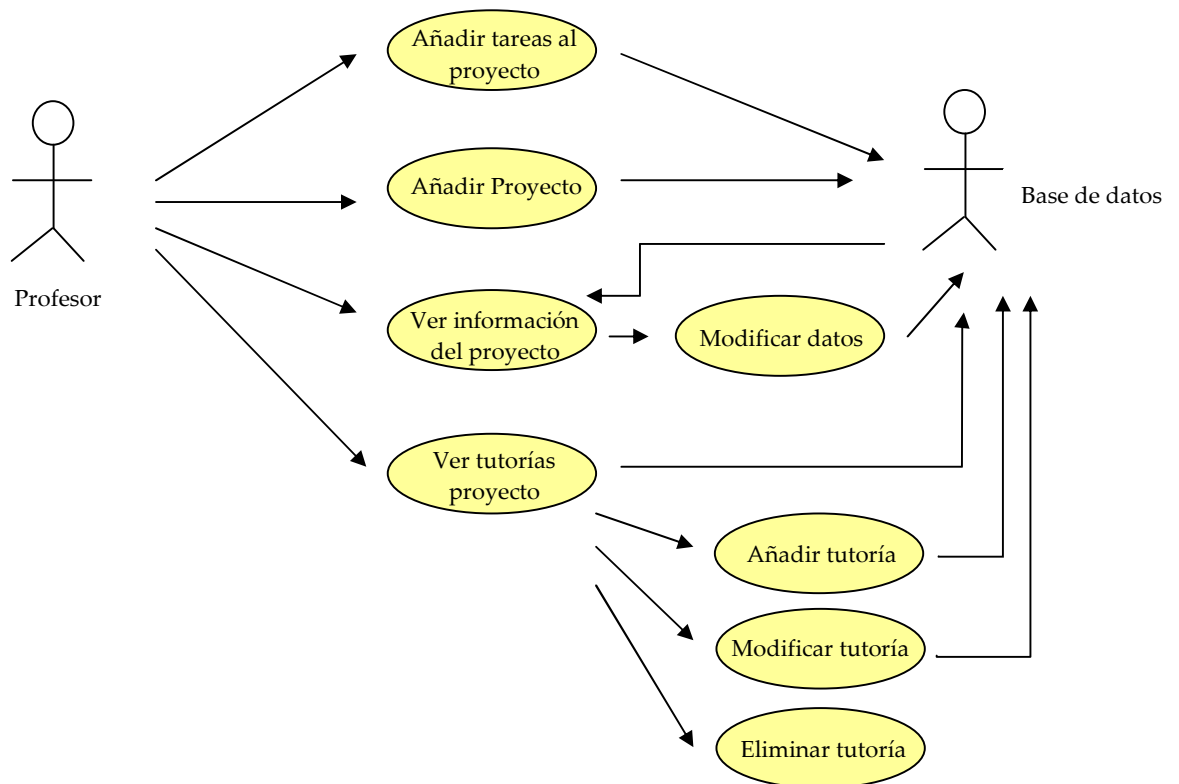 Añadir tareas al
proyecto
Añadir Proyecto
Base de datos
Profesor
Ver información
del proyecto
Modificar datos
Ver tutorías
proyecto
Añadir tutoría
Modificar tutoría
Eliminar tutoría